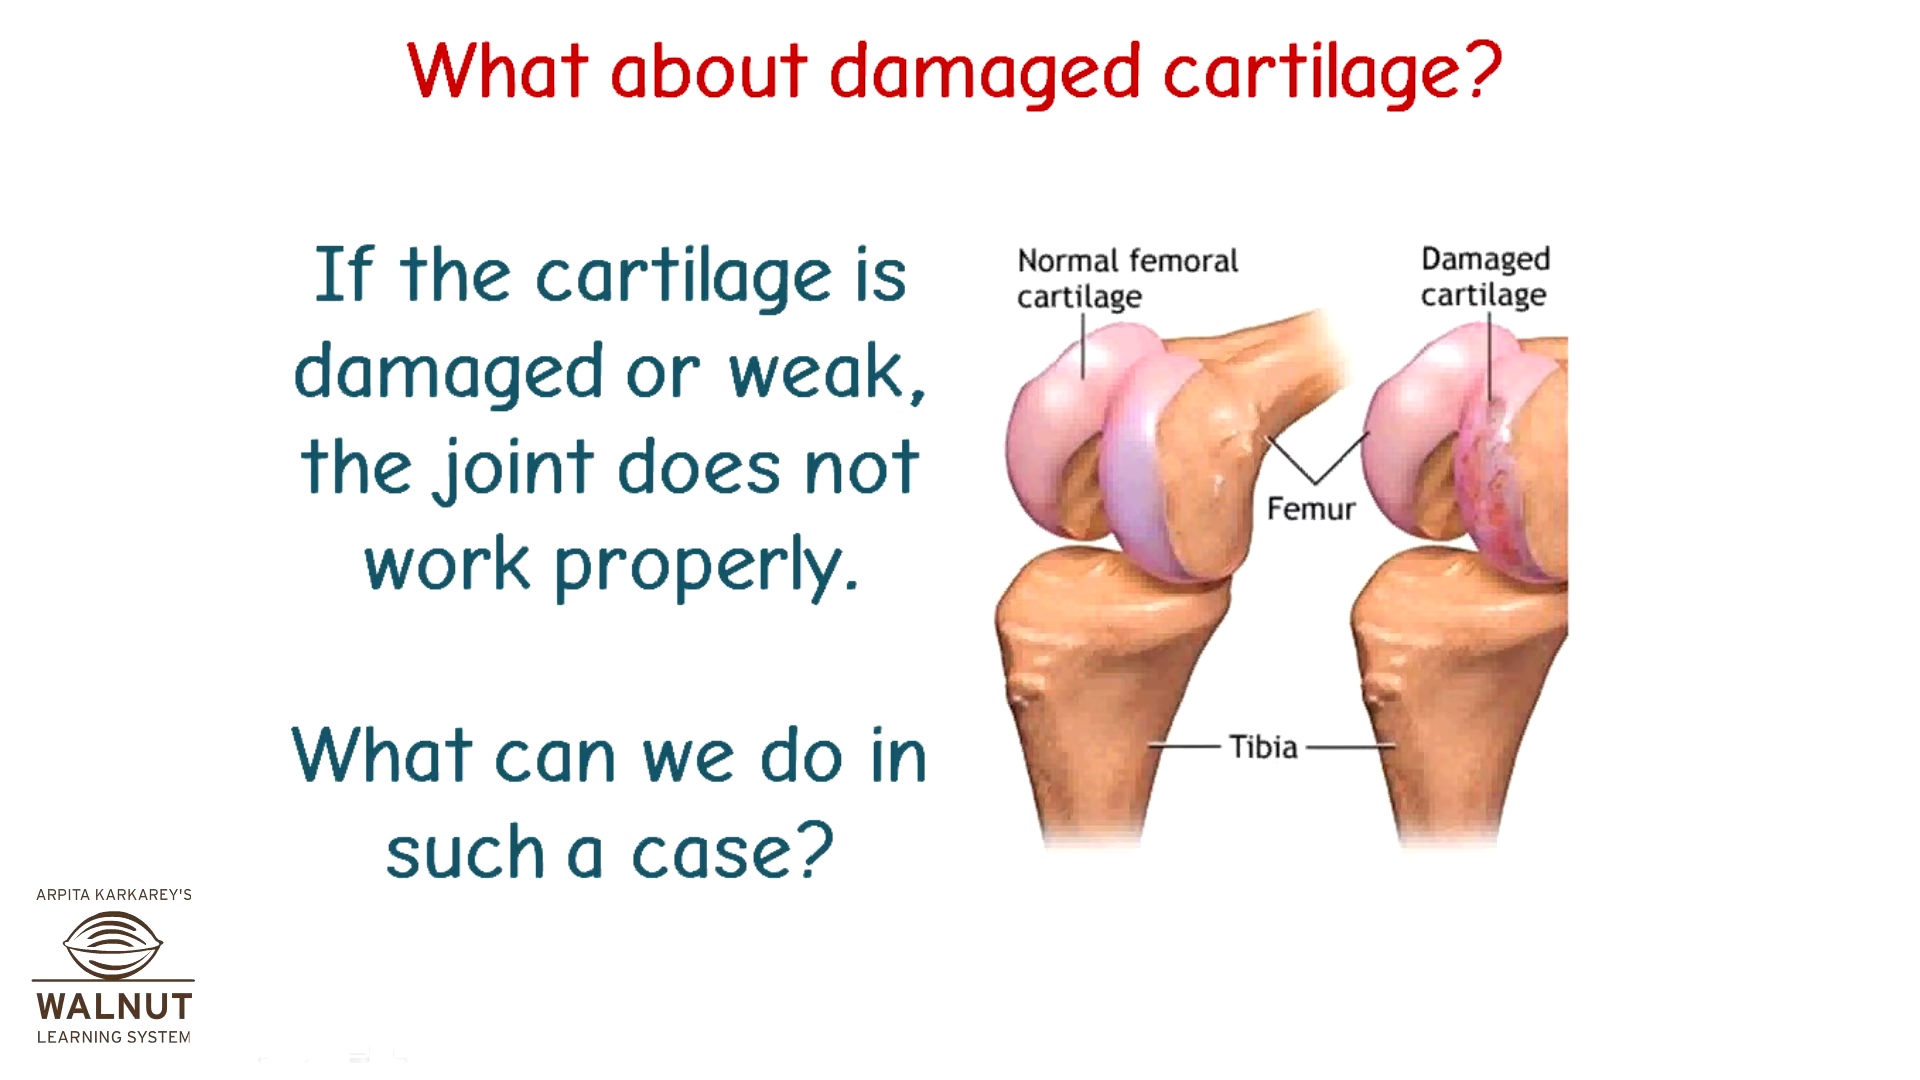 What about damaged cartilage?
If the cartilage is
damaged or weak,
the joint does not
work properly.
What can we do in
such a case?
Normal femoral
cartilage
Damaged
cartilage
Femur
Tibia
ARPITA KARKAREY'S
WALNUT
LEARNING SYSTEM